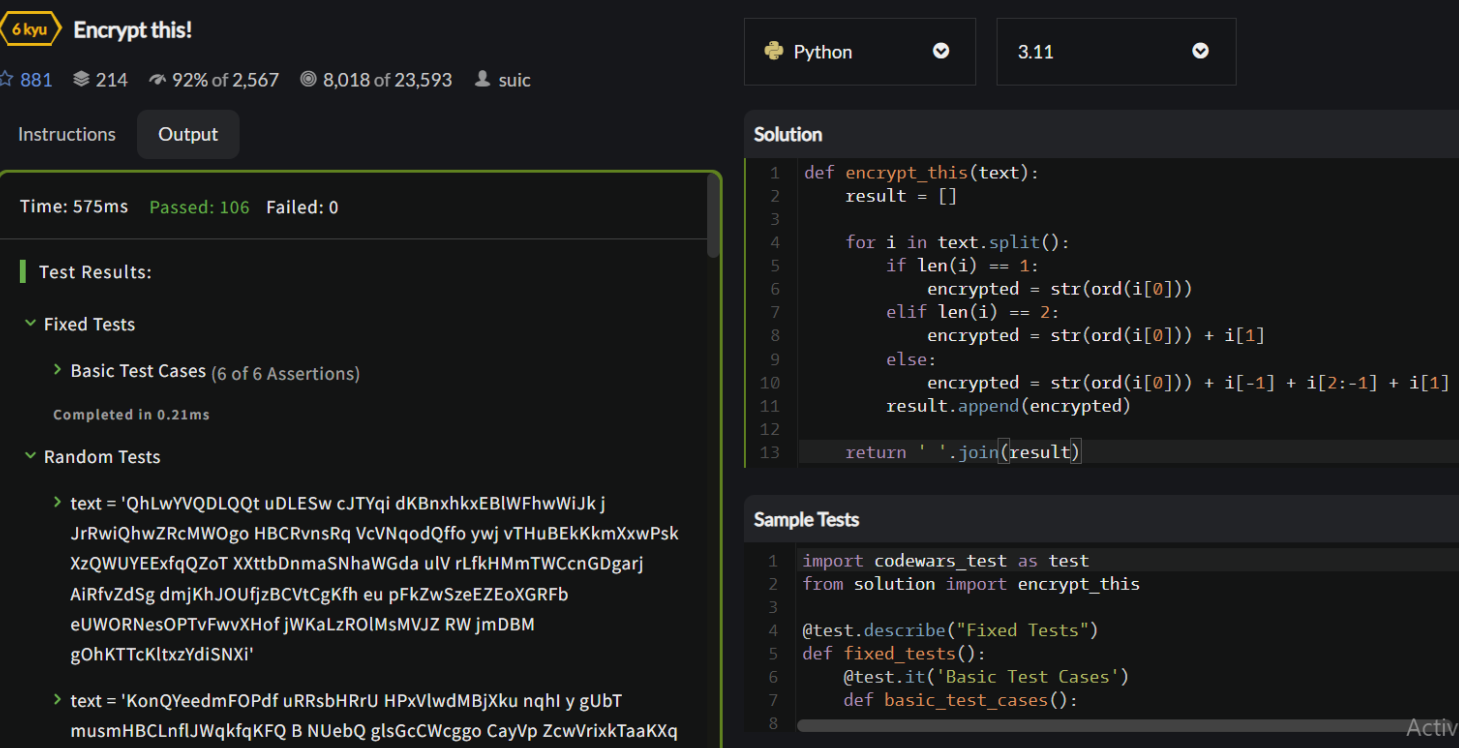 6 kyu Encrypt this!
881 214 92% of 2,567 8,018 of 23,593 suic
Instructions Output
Time: 575ms Passed: 106 Failed: 0
Test Results:
Fixed Tests
Basic Test Cases (6 of 6 Assertions)
Completed in 0.21ms
Random Tests
text = 'QhLwYVQDLQQt uDLESw cJTYqi dKBnxhkxEBlWFhwWiJk j
JrRwiQhwZRcMWOgo HBCRvnsRq VcVNqodQffo ywj vTHuBEkKkmXxwPsk
XzQWUYEExfqQZoT XXttbDnmaSNhaWGda ulV rLfkHMmTWCcnGDgarj
AiRfvZdSg dmjKhJOUfjzBCVtCgKfh eu pFkZwSzeEZEoXGRFb
eUWORNesOPTvFwvXHof jWKaLzROlMsMVJZ RW jmDBM
gOhKTTcKltxzYdiSNXi'
text = 'KonQYeedmFOPdf uRRsbHRrU HPxVlwdMBjXku nqhI y gUbT
musmHBCLnflJWqkfqKFQ B NUebQ glsGcCWcggo CayVp ZcwVrixkTaaKXq
Python 3.11
Solution
1 def encrypt_this(text):
2 result = []
3
4 for i in text.split():
5 if len(i) == 1:
6 encrypted = str(ord(i[0]))
7 elif len(i) == 2:
8 encrypted = str(ord(i[0])) + i[1]
9 else:
10 encrypted = str(ord(i[0])) + i[-1] + i[2:-1] + i[1]
11 result.append(encrypted)
12
13 return ' '.join(result)
Sample Tests
1 import codewars_test as test
2 from solution import encrypt_this
3
4 @test.describe("Fixed Tests")
5 def fixed_tests():
6 @test.it('Basic Test Cases')
7 def basic_test_cases():
8
Activ